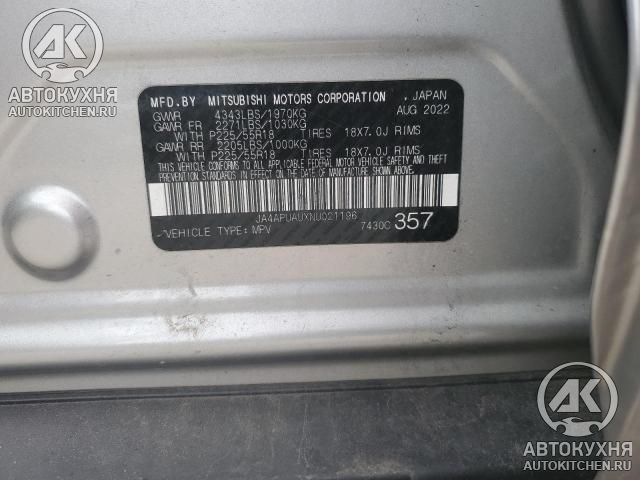 АВТОКУХНЯ
AUTOKITCHEN.RU
MFD.BY MITSUBISHI MOTORS CORPORATION , JAPAN
GVWR 4343LBS/1970KG AUG 2022
GAWR FR 2271LBS/1030KG
WITH P225/55R18 TIRES 18X7.0J RIMS
GAWR RR 2205LBS/1000KG
WITH P225/55R18 TIRES 18X7.0J RIMS
THIS VEHICLE CONFORMS TO ALL APPLICABLE FEDERAL MOTOR VEHICLE SAFETY AND
THEFT PREVENTION STANDARDS IN EFFECT ON THE DATE OF MANUFACTURE SHOWN ABOVE.
JA4APUAUXNU021196
VEHICLE TYPE: MPV 7430C 357
AK
АВТОКУХНЯ
AUTOKITCHEN.RU